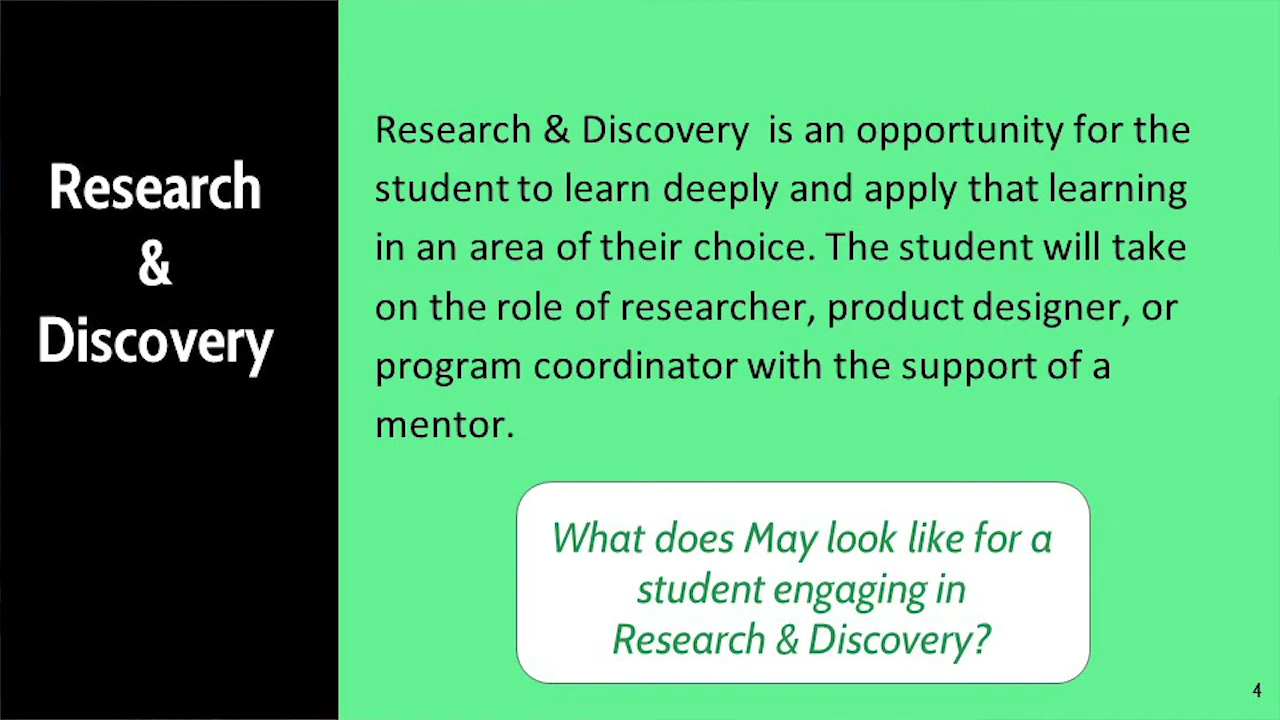 Research
&
Discovery
Research & Discovery  is an opportunity for the
student to learn deeply and apply that learning
in an area of their choice. The student will take
on the role of researcher, product designer, or
program coordinator with the support of a
mentor.
What does May look like for a
student engaging in
Research & Discovery?
4